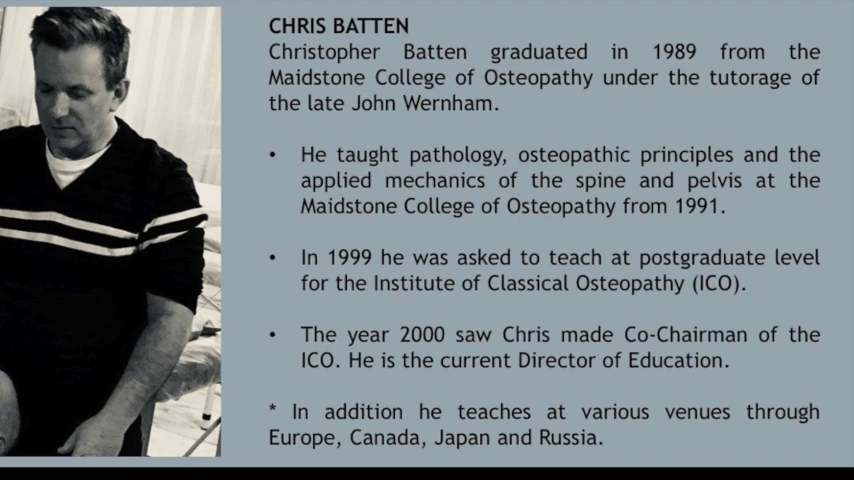 CHRIS BATTEN
Christopher Batten graduated in 1989 from the
Maidstone College of Osteopathy under the tutorage of
the late John Wernham.
• He taught pathology, osteopathic principles and the
applied mechanics of the spine and pelvis at the
Maidstone College of Osteopathy from 1991.
• In 1999 he was asked to teach at postgraduate level
for the Institute of Classical Osteopathy (ICO).
• The year 2000 saw Chris made Co-Chairman of the
ICO. He is the current Director of Education.
* In addition he teaches at various venues through
Europe, Canada, Japan and Russia.